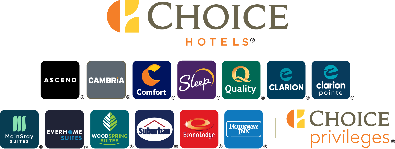 CHOICE
HOTELS®
ASCEND
CAMBRIA
Comfort
Sleep
Quality
CLARION
clarion
pointe
MainStay
SUITES
EVERHOME
SUITES
WOODSPRING
SUITES
Suburban
econolodge
Rodeway
Inn
CHOICE
privileges®